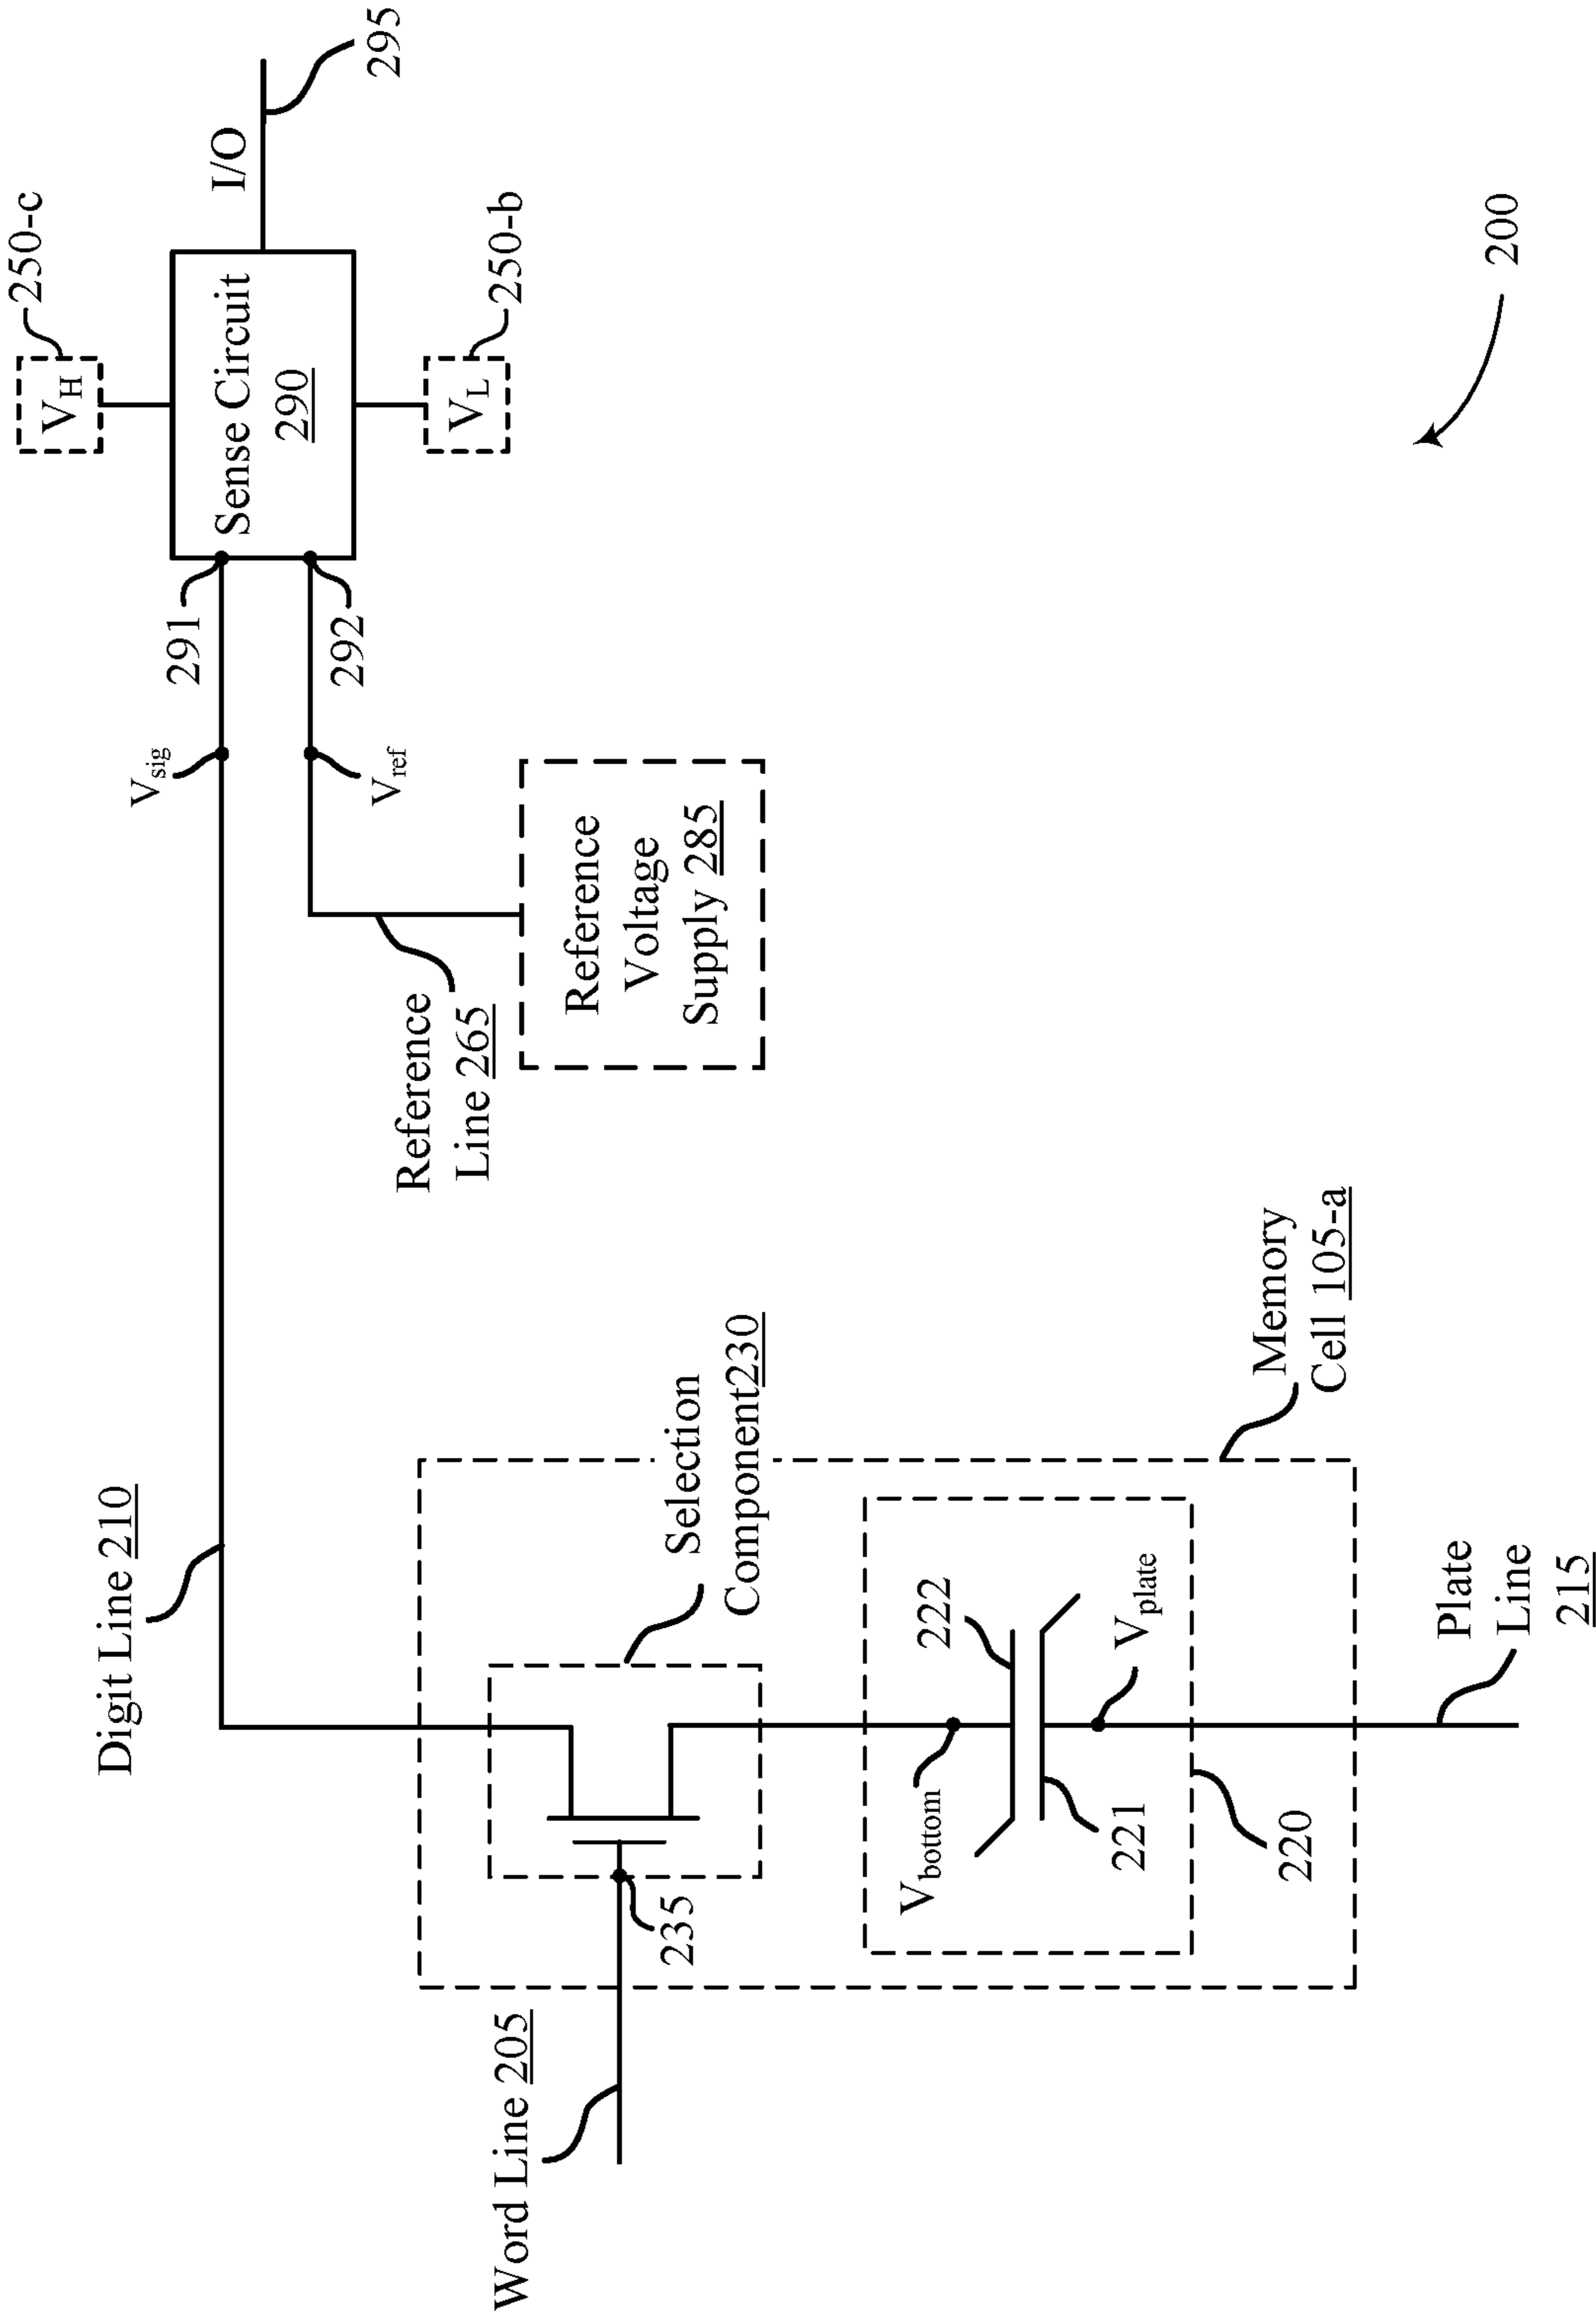 Word Line 205
Digit Line 210
235
Selection
Component230
V_bottom
222
221
V_plate
220
Plate
Line
215
Memory
Cell 105-a
Reference
Line 265
Reference
Voltage
Supply 285
V_sig
V_ref
291
292
Sense Circuit
290
V_H
250-c
V_L
250-b
I/O
295
200